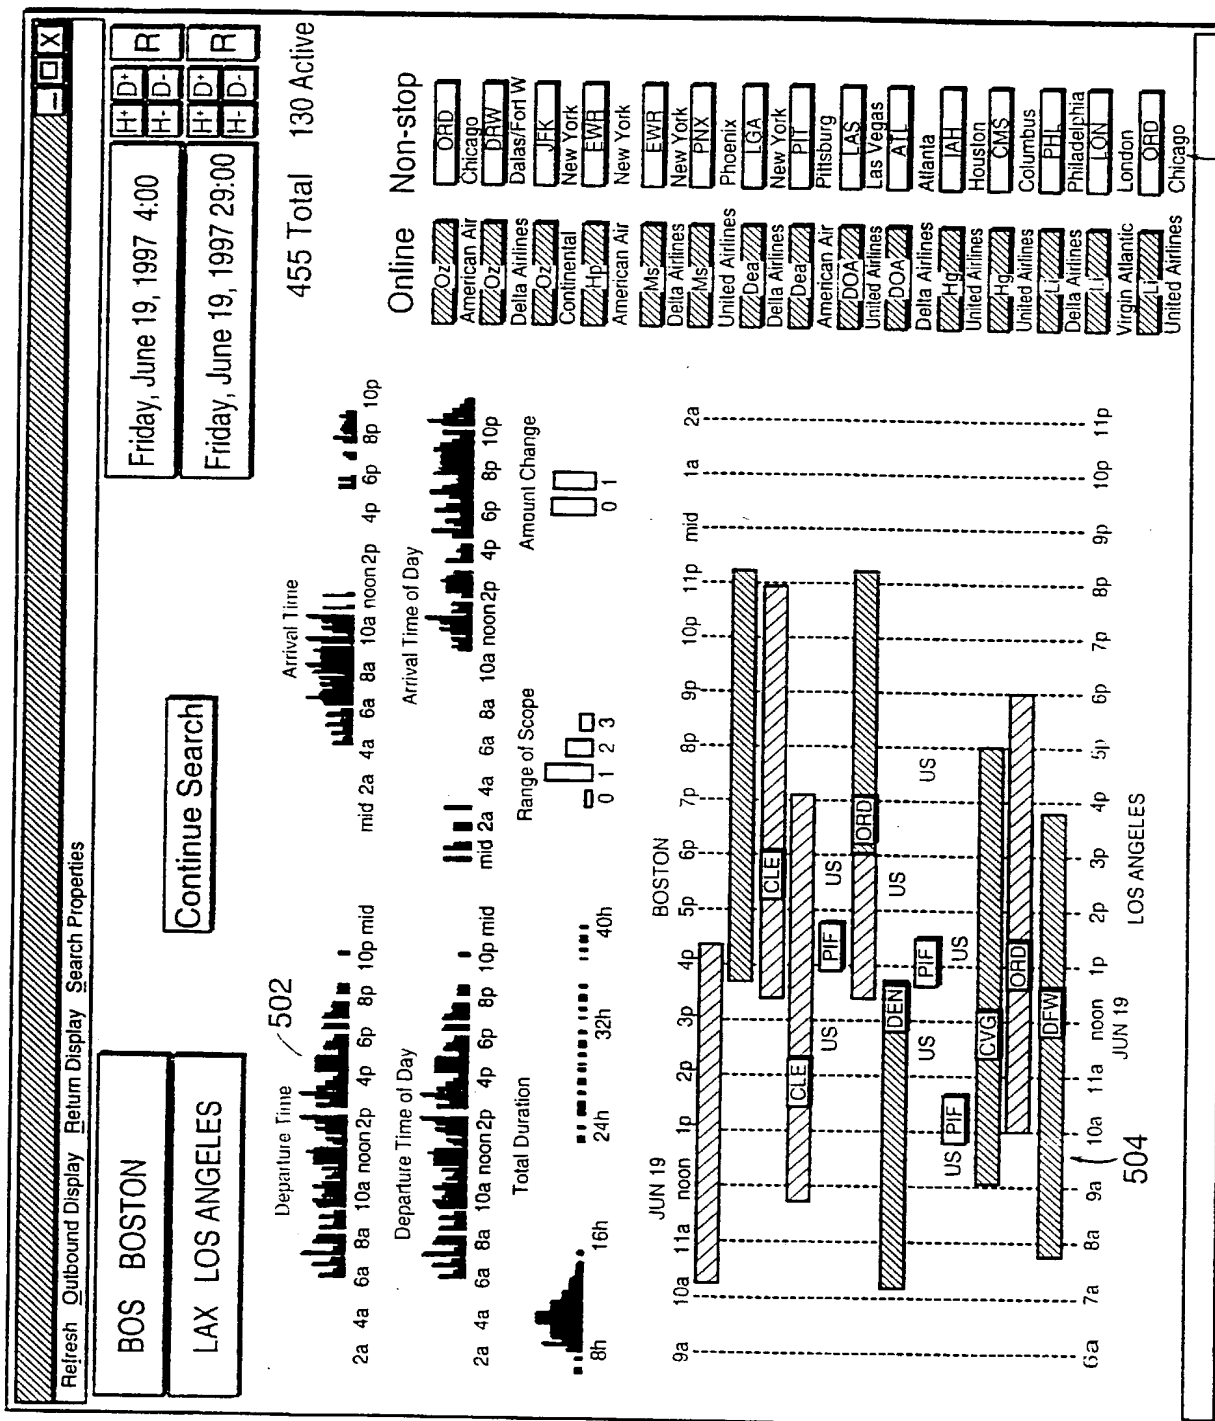 Refresh Outbound Display Return Display Search Properties
BOS BOSTON
LAX LOS ANGELES
Continue Search
Friday, June 19, 1997 4:00
Friday, June 19, 1997 29:00
H+ D+
H- D-
R
H+ D+
H- D-
R
455 Total 130 Active
Departure Time
502
2a 4a 6a 8a 10a noon 2p 4p 6p 8p 10p mid
Arrival Time
mid 2a 4a 6a 8a 10a noon 2p 4p 6p 8p 10p
Departure Time of Day
2a 4a 6a 8a 10a noon 2p 4p 6p 8p 10p mid
Arrival Time of Day
mid 2a 4a 6a 8a 10a noon 2p 4p 6p 8p 10p
Total Duration
8h 16h 24h 32h 40h
Range of Scope
0 1 2 3
Amount Change
0 1
Online Non-stop
Oz ORD
American Air Chicago
Oz DRW
Delta Airlines Dalas/Fort W
Oz JFK
Continental New York
Hp EWR
American Air New York
Ms EWR
Delta Airlines New York
Ms PNX
United Airlines Phoenix
Dea LGA
Delta Airlines New York
Dea PIT
American Air Pittsburg
DOA LAS
United Airlines Las Vegas
DOA ATL
Delta Airlines Atlanta
Hg IAH
United Airlines Houston
Hg CMS
United Airlines Columbus
Li PHL
Delta Airlines Philadelphia
Li LON
Virgin Atlantic London
Li ORD
United Airlines Chicago
JUN 19 BOSTON
9a 10a 11a noon 1p 2p 3p 4p 5p 6p 7p 8p 9p 10p 11p mid 1a 2a
CLE
CLE
PIF US
US
ORD
DEN US
US PIF US
US PIF US
CVG
ORD
DFW
6a 7a 8a 9a 10a 11a noon 1p 2p 3p 4p 5p 6p 7p 8p 9p 10p 11p
504
JUN 19 LOS ANGELES